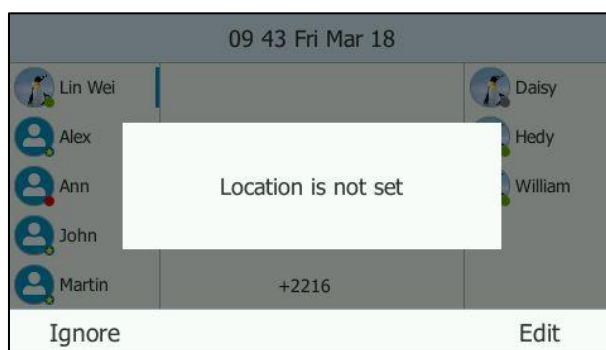 09 43 Fri Mar 18
Lin Wei
Daisy
Alex
Hedy
Ann
Location is not set
William
John
Martin
+2216
Ignore
Edit